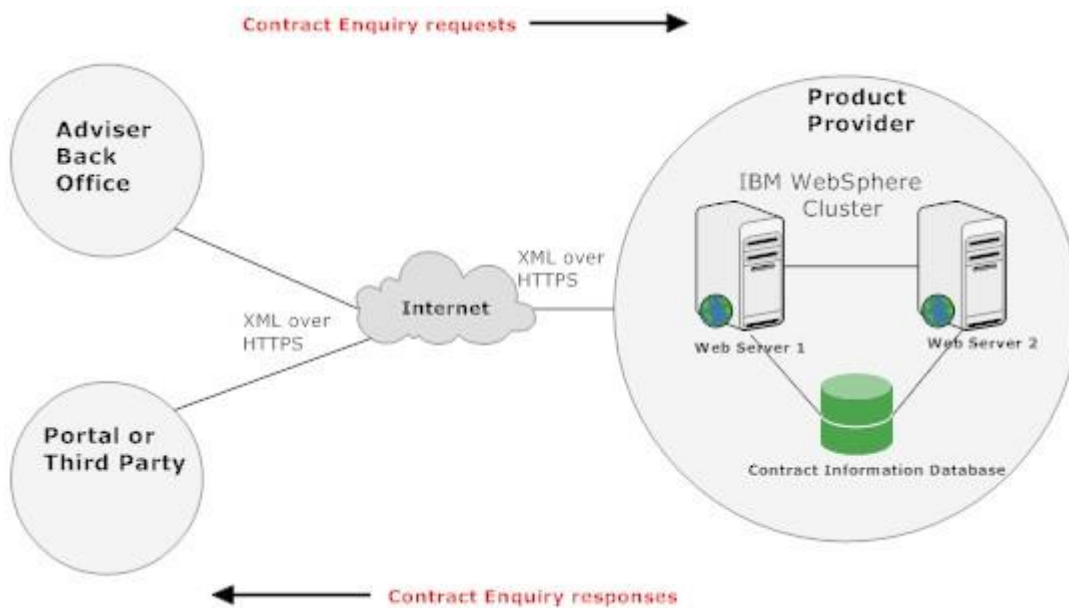 Contract Enquiry requests
Adviser
Back
Office
Product
Provider
IBM WebSphere
Cluster
XML over
HTTPS
Internet
XML over
HTTPS
Web Server 1
Web Server 2
Portal or
Third Party
Contract Information Database
Contract Enquiry responses